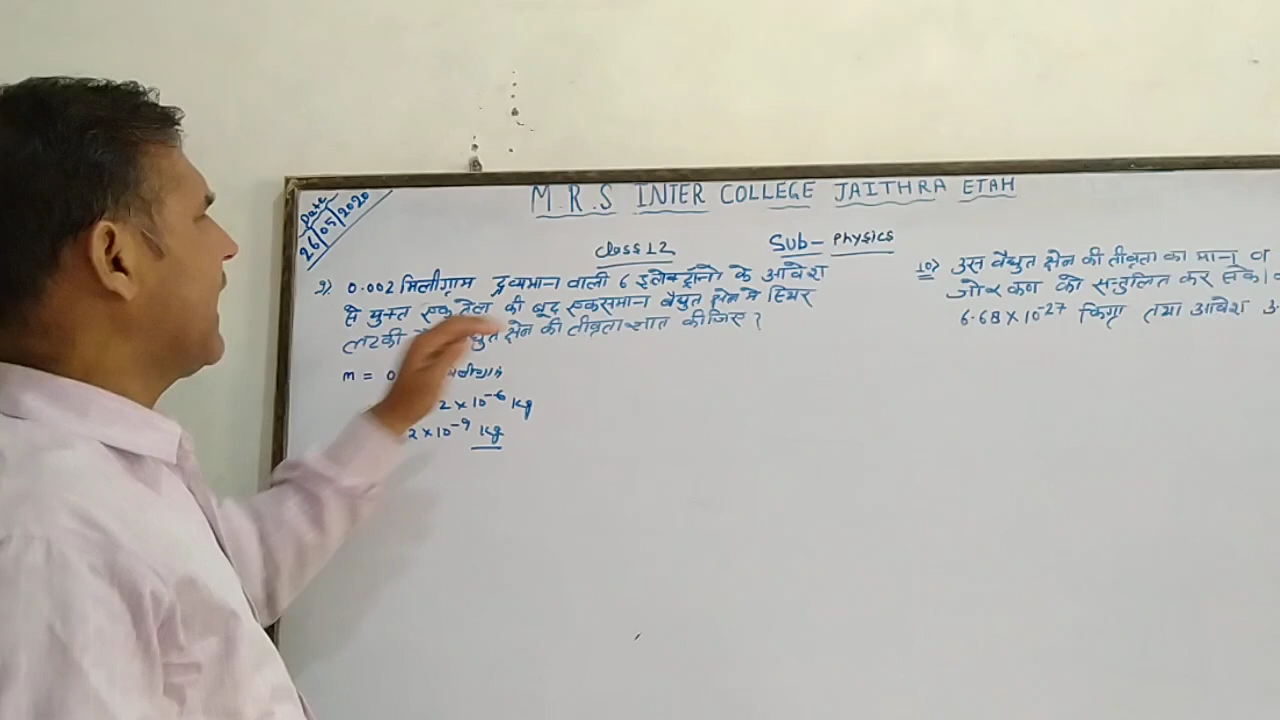 M.R.S INTER COLLEGE JAITHRA ETAH
Date
26/05/2020
Class 12
Sub- Physics
9). 0.002 मिलीग्राम द्रव्यमान वाली 6 इलेक्ट्रॉनो के आवेश
से युक्त एक तेल की बूद एकसमान वैद्युत क्षेत्र मे स्थिर
लटकी क्षेत्र की तीव्रता ज्ञात कीजिए ?
m = 0
2 × 10⁻⁶ kg
2 × 10⁻⁹ kg
10) उस वैद्युत क्षेत्र की तीव्रता का मान व
जो α कण को सन्तुलित कर सके।
6.68 × 10⁻²⁷ किग्रा तथा आवेश